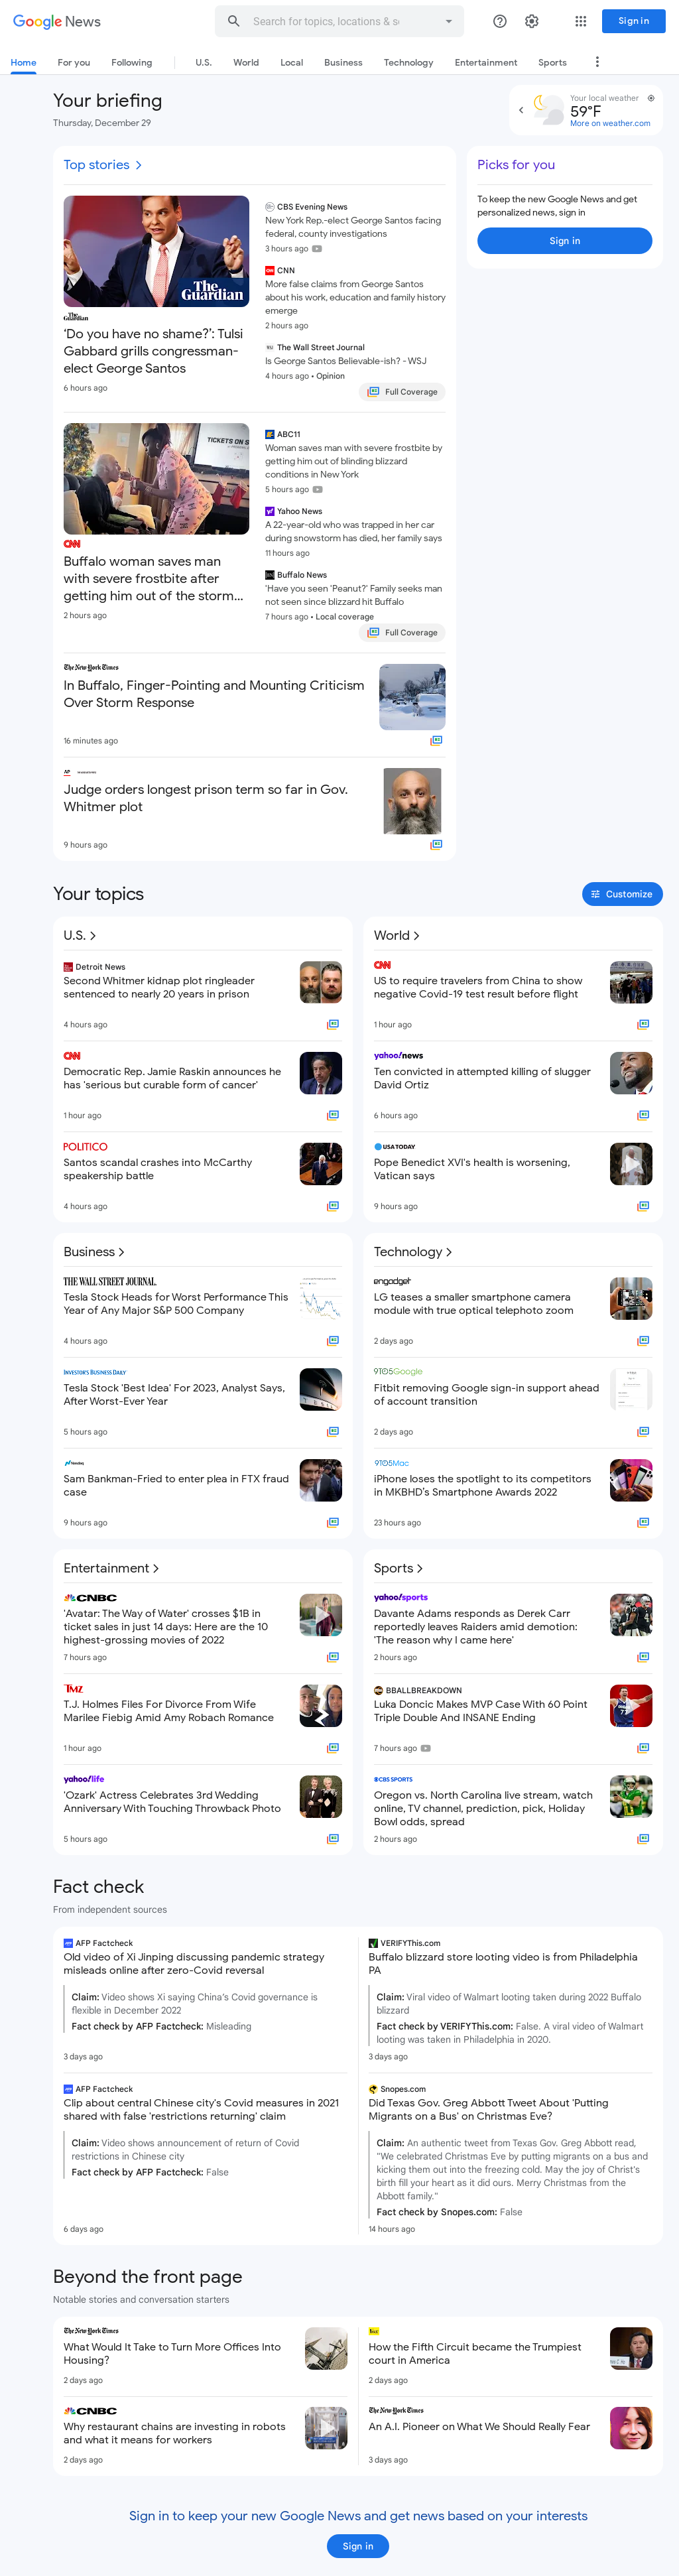 Google News
Search for topics, locations & so
Sign in
Home
For you
Following
U.S.
World
Local
Business
Technology
Entertainment
Sports
Your briefing
Thursday, December 29
Your local weather
59°F
More on weather.com
Top stories
The Guardian
The Guardian
'Do you have no shame?': Tulsi
Gabbard grills congressman-
elect George Santos
6 hours ago
CBS Evening News
New York Rep.-elect George Santos facing
federal, county investigations
3 hours ago
CNN
More false claims from George Santos
about his work, education and family history
emerge
2 hours ago
The Wall Street Journal
Is George Santos Believable-ish? - WSJ
4 hours ago • Opinion
Full Coverage
Picks for you
To keep the new Google News and get
personalized news, sign in
Sign in
TICKETS ON S
CNN
Buffalo woman saves man
with severe frostbite after
getting him out of the storm...
2 hours ago
ABC11
Woman saves man with severe frostbite by
getting him out of blinding blizzard
conditions in New York
5 hours ago
Yahoo News
A 22-year-old who was trapped in her car
during snowstorm has died, her family says
11 hours ago
Buffalo News
'Have you seen 'Peanut?' Family seeks man
not seen since blizzard hit Buffalo
7 hours ago • Local coverage
Full Coverage
The New York Times
In Buffalo, Finger-Pointing and Mounting Criticism
Over Storm Response
16 minutes ago
AP
Judge orders longest prison term so far in Gov.
Whitmer plot
9 hours ago
Your topics
Customize
U.S.
Detroit News
Second Whitmer kidnap plot ringleader
sentenced to nearly 20 years in prison
4 hours ago
CNN
Democratic Rep. Jamie Raskin announces he
has 'serious but curable form of cancer'
1 hour ago
POLITICO
Santos scandal crashes into McCarthy
speakership battle
4 hours ago
World
CNN
US to require travelers from China to show
negative Covid-19 test result before flight
1 hour ago
yahoo!news
Ten convicted in attempted killing of slugger
David Ortiz
6 hours ago
USA TODAY
Pope Benedict XVI's health is worsening,
Vatican says
9 hours ago
Business
THE WALL STREET JOURNAL.
Tesla Stock Heads for Worst Performance This
Year of Any Major S&P 500 Company
4 hours ago
INVESTOR'S BUSINESS DAILY
Tesla Stock 'Best Idea' For 2023, Analyst Says,
After Worst-Ever Year
5 hours ago
Nasdaq
Sam Bankman-Fried to enter plea in FTX fraud
case
9 hours ago
Technology
engadget
LG teases a smaller smartphone camera
module with true optical telephoto zoom
2 days ago
9TO5Google
Fitbit removing Google sign-in support ahead
of account transition
2 days ago
9TO5Mac
iPhone loses the spotlight to its competitors
in MKBHD's Smartphone Awards 2022
23 hours ago
Entertainment
CNBC
'Avatar: The Way of Water' crosses $1B in
ticket sales in just 14 days: Here are the 10
highest-grossing movies of 2022
7 hours ago
TMZ
T.J. Holmes Files For Divorce From Wife
Marilee Fiebig Amid Amy Robach Romance
1 hour ago
yahoo!life
'Ozark' Actress Celebrates 3rd Wedding
Anniversary With Touching Throwback Photo
5 hours ago
Sports
yahoo!sports
Davante Adams responds as Derek Carr
reportedly leaves Raiders amid demotion:
'The reason why I came here'
2 hours ago
BBALLBREAKDOWN
Luka Doncic Makes MVP Case With 60 Point
Triple Double And INSANE Ending
7 hours ago
CBS SPORTS
Oregon vs. North Carolina live stream, watch
online, TV channel, prediction, pick, Holiday
Bowl odds, spread
2 hours ago
Fact check
From independent sources
AFP Factcheck
Old video of Xi Jinping discussing pandemic strategy
misleads online after zero-Covid reversal
Claim: Video shows Xi saying China's Covid governance is
flexible in December 2022
Fact check by AFP Factcheck: Misleading
3 days ago
VERIFYThis.com
Buffalo blizzard store looting video is from Philadelphia
PA
Claim: Viral video of Walmart looting taken during 2022 Buffalo
blizzard
Fact check by VERIFYThis.com: False. A viral video of Walmart
looting was taken in Philadelphia in 2020.
3 days ago
AFP Factcheck
Clip about central Chinese city's Covid measures in 2021
shared with false 'restrictions returning' claim
Claim: Video shows announcement of return of Covid
restrictions in Chinese city
Fact check by AFP Factcheck: False
6 days ago
Snopes.com
Did Texas Gov. Greg Abbott Tweet About 'Putting
Migrants on a Bus' on Christmas Eve?
Claim: An authentic tweet from Texas Gov. Greg Abbott read,
"We celebrated Christmas Eve by putting migrants on a bus and
kicking them out into the freezing cold. May the joy of Christ's
birth fill your heart as it did ours. Merry Christmas from the
Abbott family."
Fact check by Snopes.com: False
14 hours ago
Beyond the front page
Notable stories and conversation starters
The New York Times
What Would It Take to Turn More Offices Into
Housing?
2 days ago
Vox
How the Fifth Circuit became the Trumpiest
court in America
2 days ago
CNBC
Why restaurant chains are investing in robots
and what it means for workers
2 days ago
The New York Times
An A.I. Pioneer on What We Should Really Fear
3 days ago
Sign in to keep your new Google News and get news based on your interests
Sign in